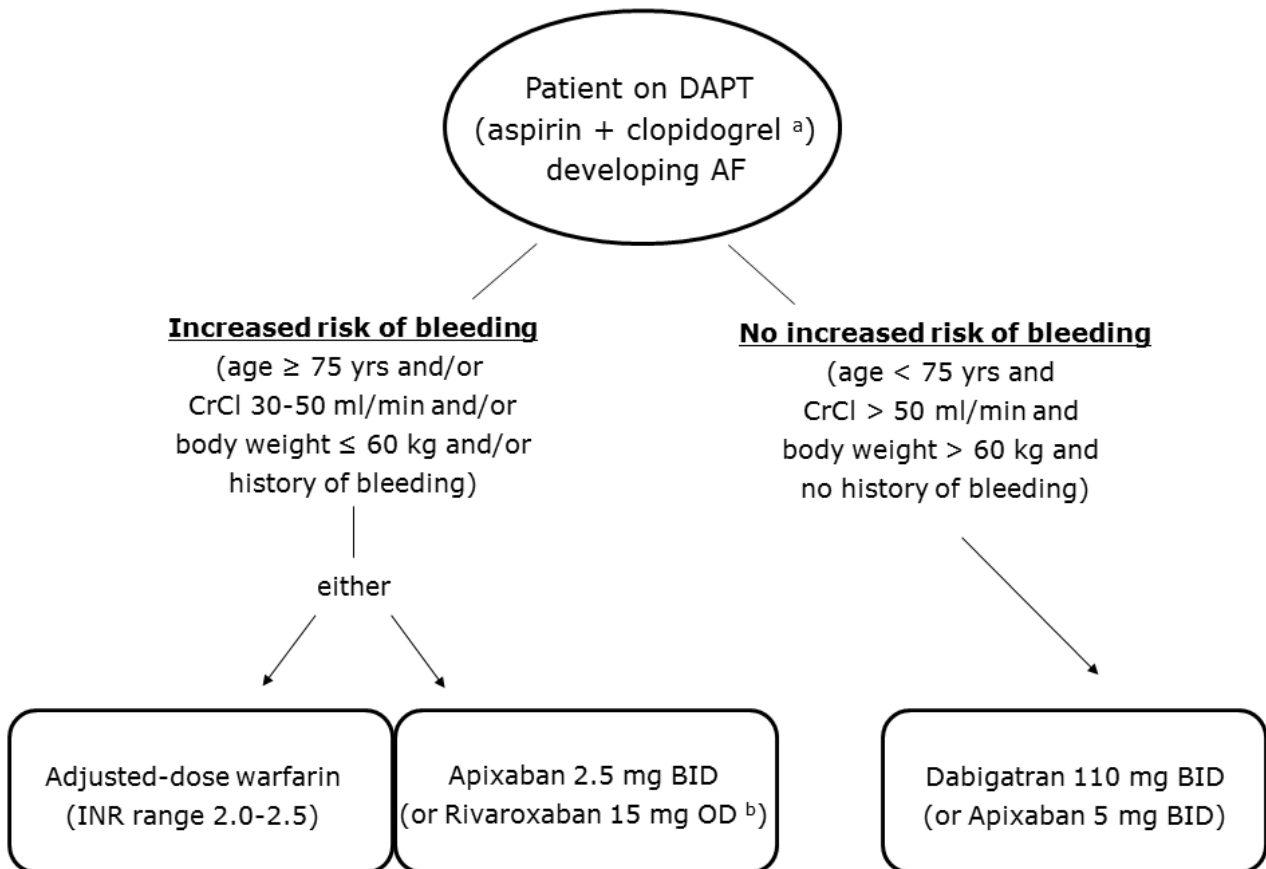 Patient on DAPT
(aspirin + clopidogrel ᵃ)
developing AF
Increased risk of bleeding
(age ≥ 75 yrs and/or
CrCl 30-50 ml/min and/or
body weight ≤ 60 kg and/or
history of bleeding)
No increased risk of bleeding
(age < 75 yrs and
CrCl > 50 ml/min and
body weight > 60 kg and
no history of bleeding)
either
Adjusted-dose warfarin
(INR range 2.0-2.5)
Apixaban 2.5 mg BID
(or Rivaroxaban 15 mg OD ᵇ)
Dabigatran 110 mg BID
(or Apixaban 5 mg BID)